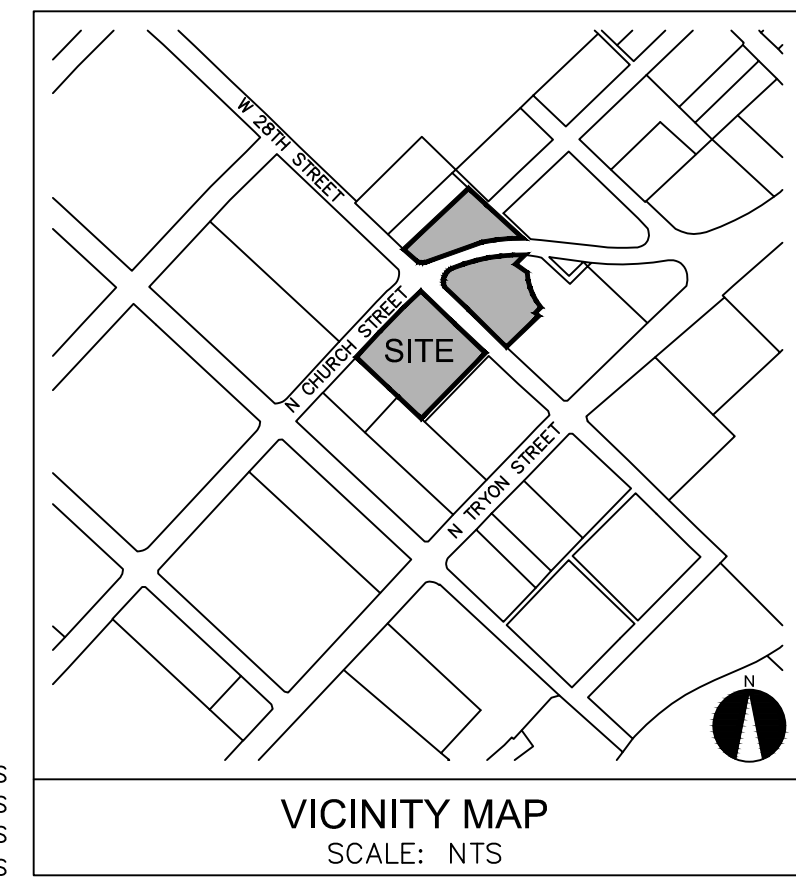 W 28TH STREET
N CHURCH STREET
SITE
N TRYON STREET
N
S
S
S
S
VICINITY MAP
SCALE: NTS